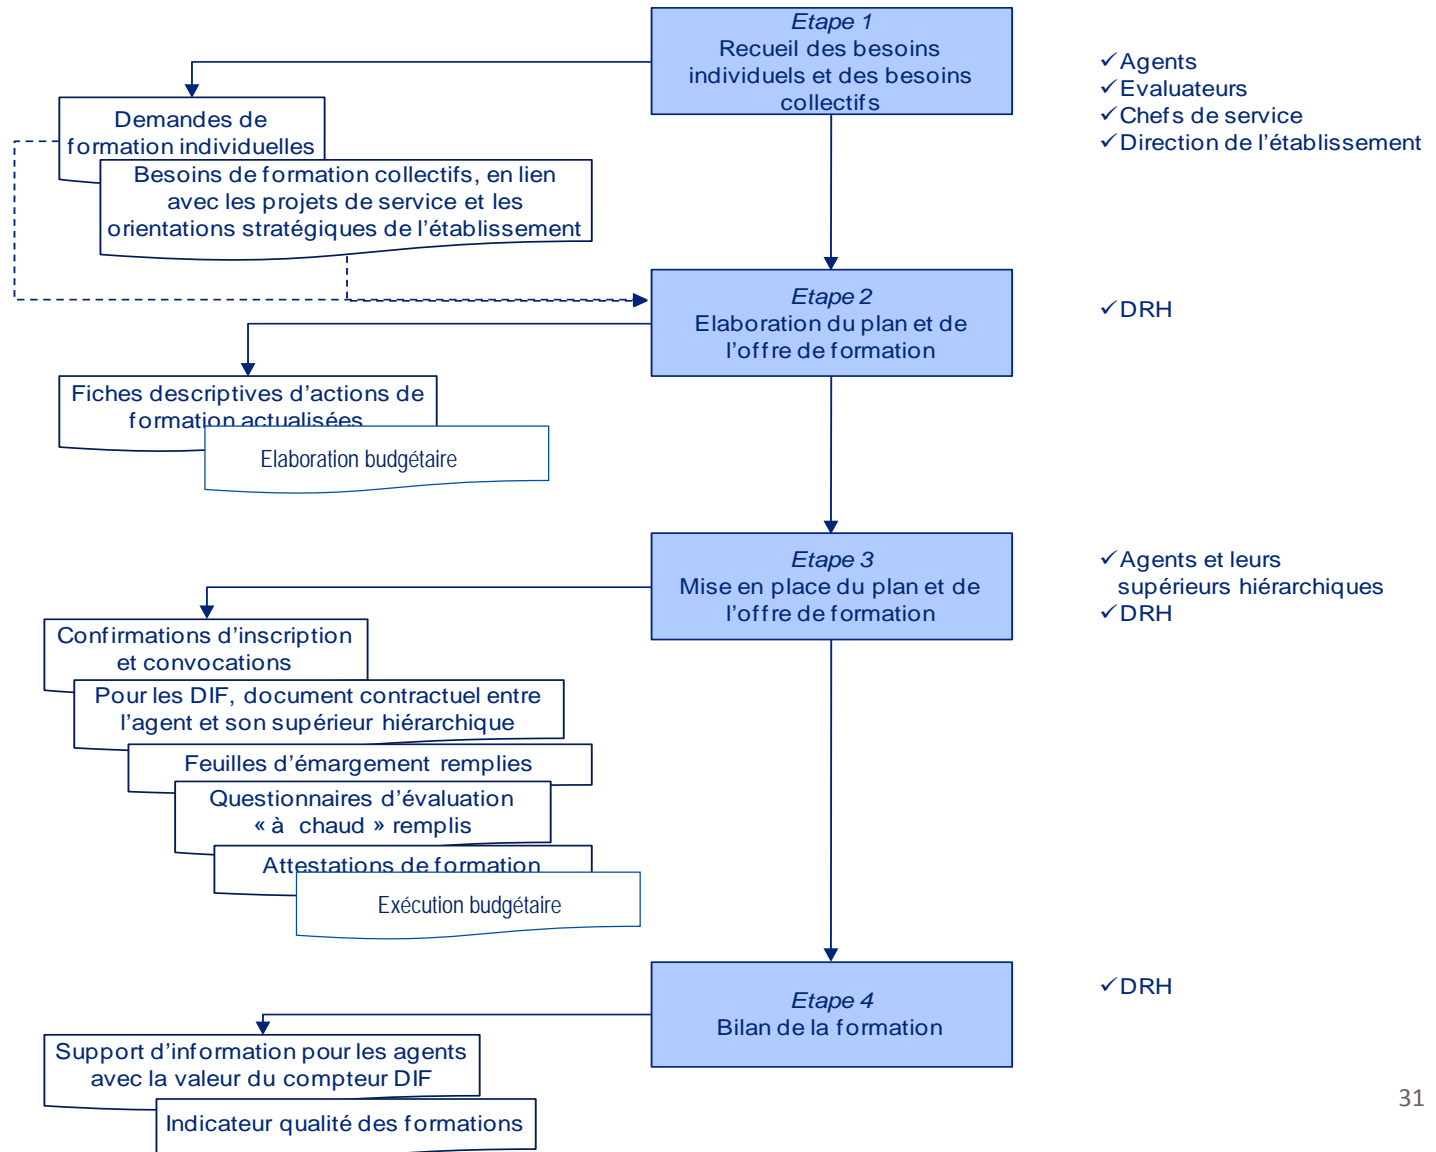 Etape 1
Recueil des besoins
individuels et des besoins
collectifs
✓Agents
✓Evaluateurs
✓Chefs de service
✓Direction de l’établissement
Demandes de
formation individuelles
Besoins de formation collectifs, en lien
avec les projets de service et les
orientations stratégiques de l’établissement
Etape 2
Elaboration du plan et de
l’offre de formation
✓DRH
Fiches descriptives d’actions de
formation actualisées
Elaboration budgétaire
Etape 3
Mise en place du plan et de
l’offre de formation
✓Agents et leurs
supérieurs hiérarchiques
✓DRH
Confirmations d’inscription
et convocations
Pour les DIF, document contractuel entre
l’agent et son supérieur hiérarchique
Feuilles d’émargement remplies
Questionnaires d’évaluation
« à chaud » remplis
Attestations de formation
Exécution budgétaire
Etape 4
Bilan de la formation
✓DRH
Support d’information pour les agents
avec la valeur du compteur DIF
Indicateur qualité des formations
31